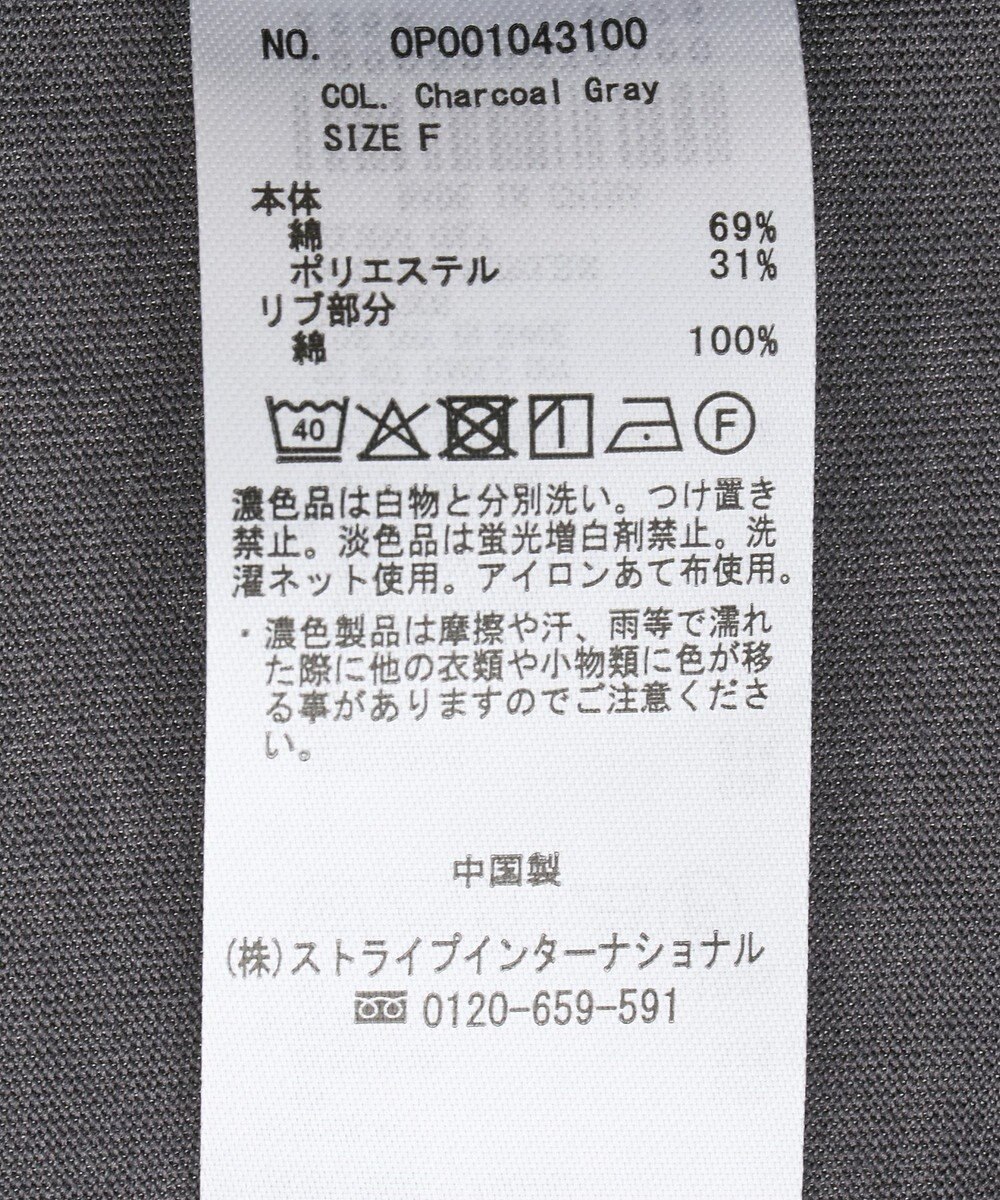 NO. OP001043100
COL. Charcoal Gray
SIZE F
本体
綿 69%
ポリエステル 31%
リブ部分
綿 100%
40
F
濃色品は白物と分別洗い。つけ置き
禁止。淡色品は蛍光増白剤禁止。洗
濯ネット使用。アイロンあて布使用。
・濃色製品は摩擦や汗、雨等で濡れ
た際に他の衣類や小物類に色が移
る事がありますのでご注意くださ
い。
中国製
(株)ストライプインターナショナル
0120-659-591